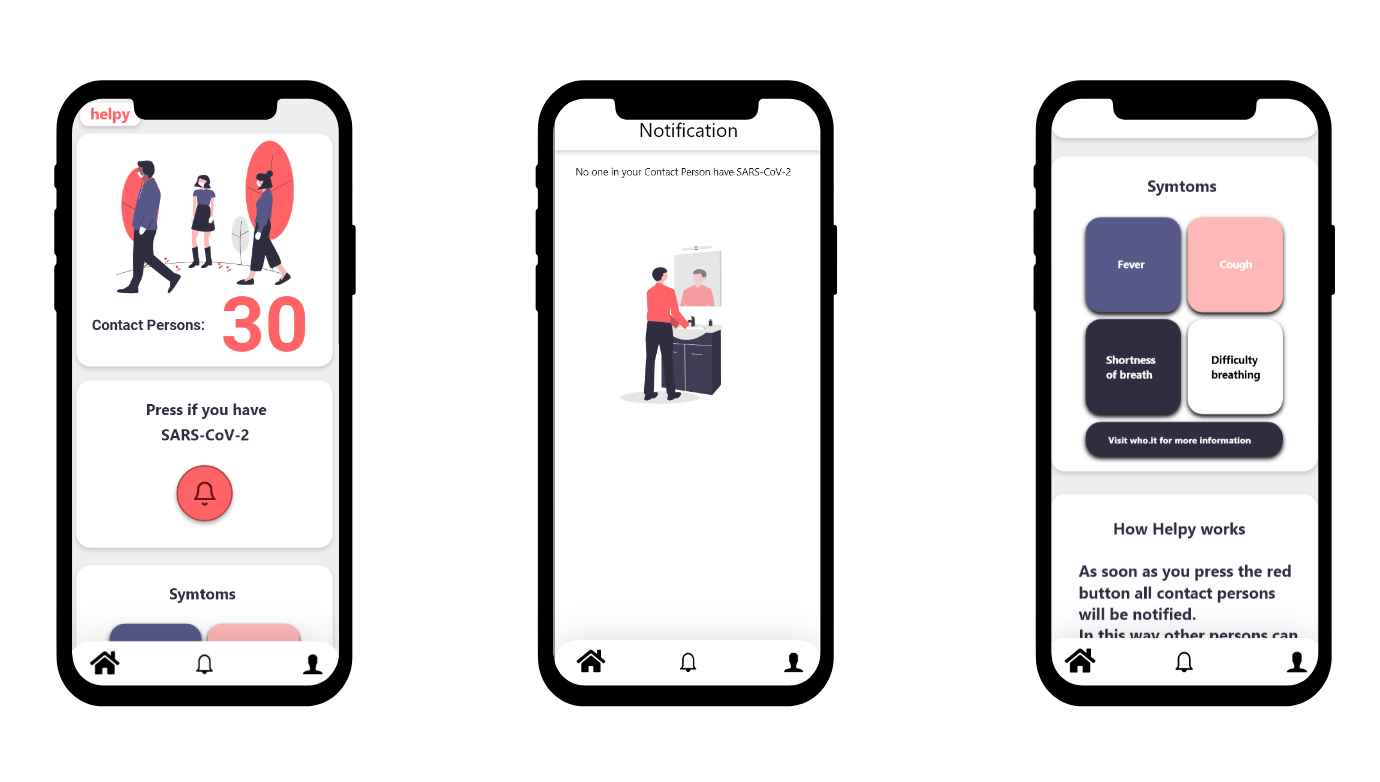 helpy
Contact Persons:
30
Press if you have
SARS-CoV-2
Symtoms
Notification
No one in your Contact Person have SARS-CoV-2
Symtoms
Fever
Cough
Shortness
of breath
Difficulty
breathing
Visit who.it for more information
How Helpy works
As soon as you press the red
button all contact persons
will be notified.
In this way other persons can